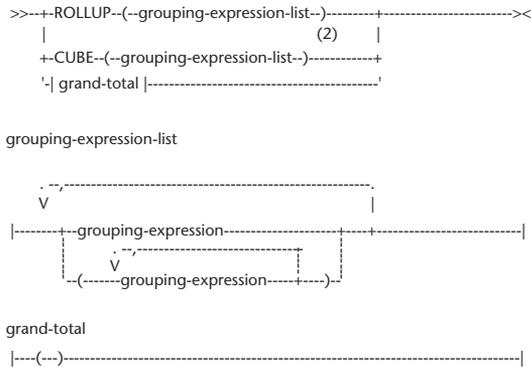 >>--+-ROLLUP--(--grouping-expression-list--)---------+------------------------><
| (2) |
+-CUBE--(--grouping-expression-list--)------------+
'-| grand-total |--------------------------------------------'
grouping-expression-list
. --,----------------------------------------------------------.
V |
|--------+--grouping-expression----------------------+----+---------------------------|
. --,------------------------------+
V
'--(-------grouping-expression-----+----)--'
grand-total
|----(---)--------------------------------------------------------------------------------------|